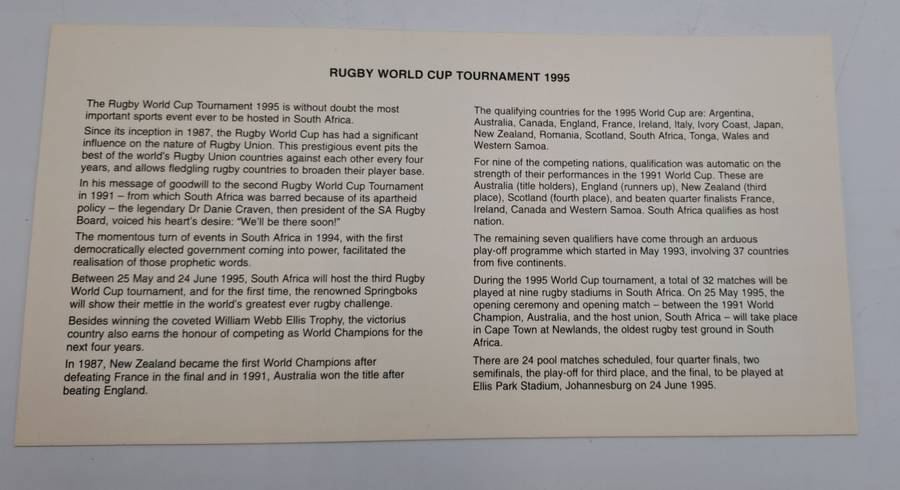 RUGBY WORLD CUP TOURNAMENT 1995
The Rugby World Cup Tournament 1995 is without doubt the most
important sports event ever to be hosted in South Africa.
Since its inception in 1987, the Rugby World Cup has had a significant
influence on the nature of Rugby Union. This prestigious event pits the
best of the world's Rugby Union countries against each other every four
years, and allows fledgling rugby countries to broaden their player base.
In his message of goodwill to the second Rugby World Cup Tournament
in 1991 – from which South Africa was barred because of its apartheid
policy – the legendary Dr Danie Craven, then president of the SA Rugby
Board, voiced his heart's desire: "We'll be there soon!"
The momentous turn of events in South Africa in 1994, with the first
democratically elected government coming into power, facilitated the
realisation of those prophetic words.
Between 25 May and 24 June 1995, South Africa will host the third Rugby
World Cup tournament, and for the first time, the renowned Springboks
will show their mettle in the world's greatest ever rugby challenge.
Besides winning the coveted William Webb Ellis Trophy, the victorius
country also earns the honour of competing as World Champions for the
next four years.
In 1987, New Zealand became the first World Champions after
defeating France in the final and in 1991, Australia won the title after
beating England.
The qualifying countries for the 1995 World Cup are: Argentina,
Australia, Canada, England, France, Ireland, Italy, Ivory Coast, Japan,
New Zealand, Romania, Scotland, South Africa, Tonga, Wales and
Western Samoa.
For nine of the competing nations, qualification was automatic on the
strength of their performances in the 1991 World Cup. These are
Australia (title holders), England (runners up), New Zealand (third
place), Scotland (fourth place), and beaten quarter finalists France,
Ireland, Canada and Western Samoa. South Africa qualifies as host
nation.
The remaining seven qualifiers have come through an arduous
play-off programme which started in May 1993, involving 37 countries
from five continents.
During the 1995 World Cup tournament, a total of 32 matches will be
played at nine rugby stadiums in South Africa. On 25 May 1995, the
opening ceremony and opening match – between the 1991 World
Champion, Australia, and the host union, South Africa – will take place
in Cape Town at Newlands, the oldest rugby test ground in South
Africa.
There are 24 pool matches scheduled, four quarter finals, two
semifinals, the play-off for third place, and the final, to be played at
Ellis Park Stadium, Johannesburg on 24 June 1995.